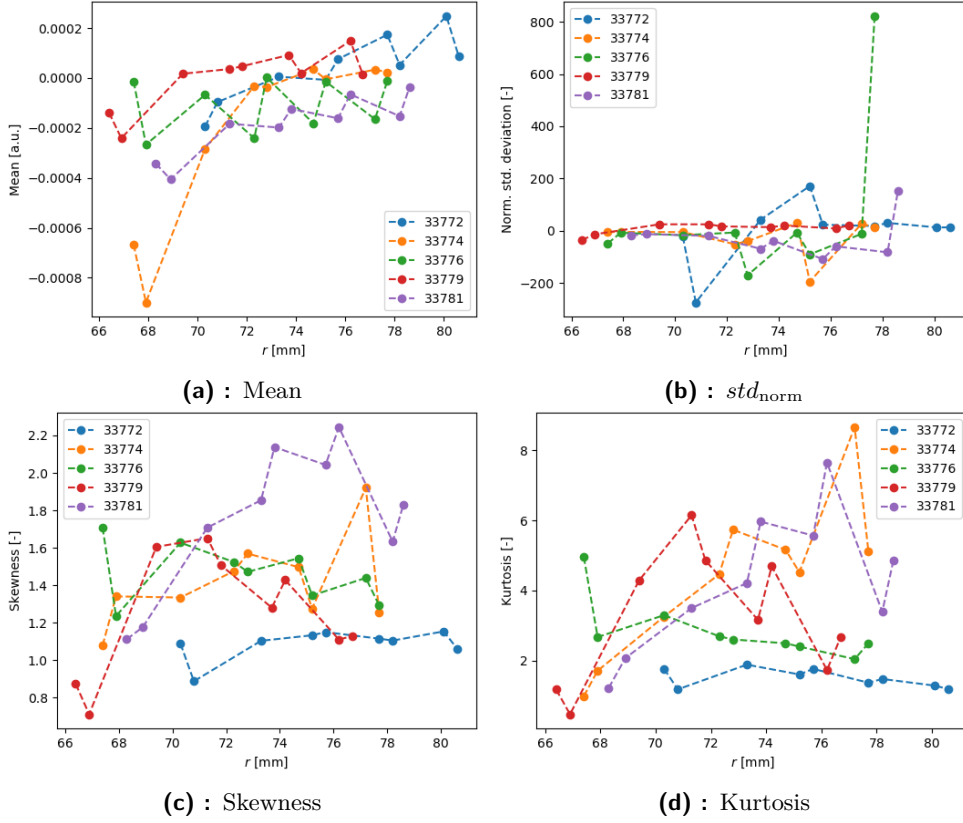 0.0002
0.0000
−0.0002
−0.0004
−0.0006
−0.0008
Mean [a.u.]
33772
33774
33776
33779
33781
66 68 70 72 74 76 78 80
r [mm]
(a) : Mean
800
600
400
200
0
−200
Norm. std. deviation [-]
33772
33774
33776
33779
33781
66 68 70 72 74 76 78 80
r [mm]
(b) : std_norm
2.2
2.0
1.8
1.6
1.4
1.2
1.0
0.8
Skewness [-]
33772
33774
33776
33779
33781
66 68 70 72 74 76 78 80
r [mm]
(c) : Skewness
8
6
4
2
Kurtosis [-]
33772
33774
33776
33779
33781
66 68 70 72 74 76 78 80
r [mm]
(d) : Kurtosis